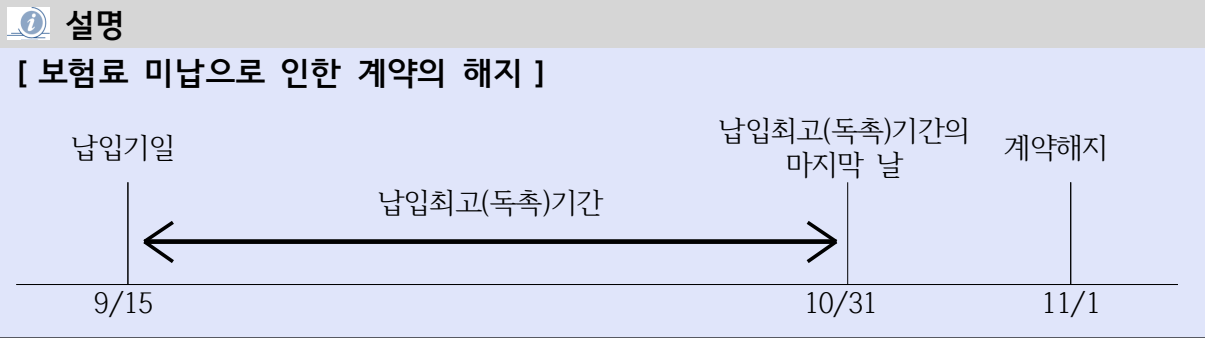 설명
[ 보험료 미납으로 인한 계약의 해지 ]
납입기일
납입최고(독촉)기간의
마지막 날
계약해지
납입최고(독촉)기간
9/15
10/31
11/1